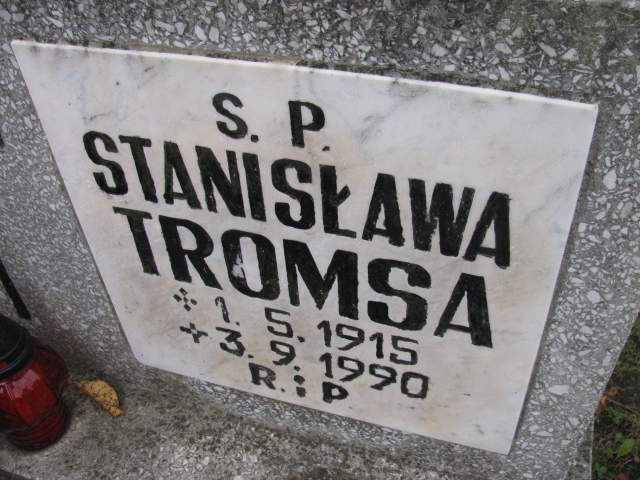 S. P.
STANISŁAWA
TROMSA
* 1. 5. 1915
+ 3. 9. 1990
R. i P